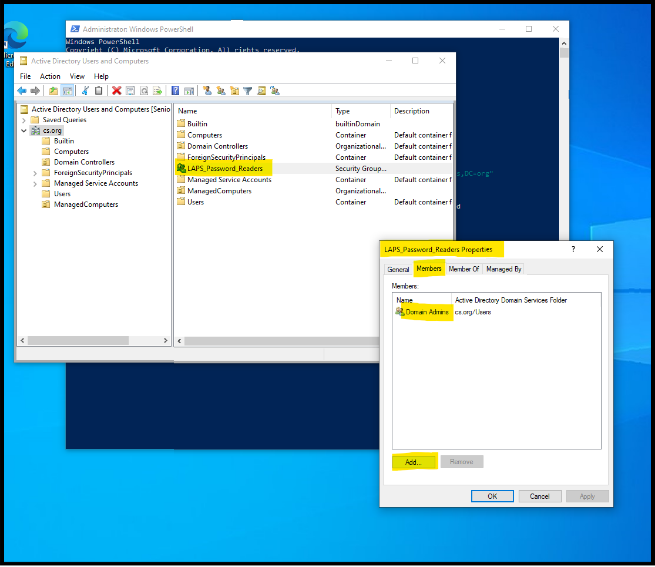 Administrator: Windows PowerShell
Windows PowerShell
Copyright (C) Microsoft Corporation. All rights reserved.
Active Directory Users and Computers
File Action View Help
Active Directory Users and Computers [Senio
Saved Queries
cs.org
Builtin
Computers
Domain Controllers
ForeignSecurityPrincipals
Managed Service Accounts
Users
ManagedComputers
Name Type Description
Builtin builtinDomain
Computers Container Default container f
Domain Controllers Organizational... Default container f
ForeignSecurityPrincipals Container Default container f
LAPS_Password_Readers Security Group...
Managed Service Accounts Container Default container f
ManagedComputers Organizational...
Users Container Default container f
s,DC=org"
d
LAPS_Password_Readers Properties ?
General Members Member Of Managed By
Members:
Name Active Directory Domain Services Folder
Domain Admins cs.org/Users
Add... Remove
OK Cancel Apply